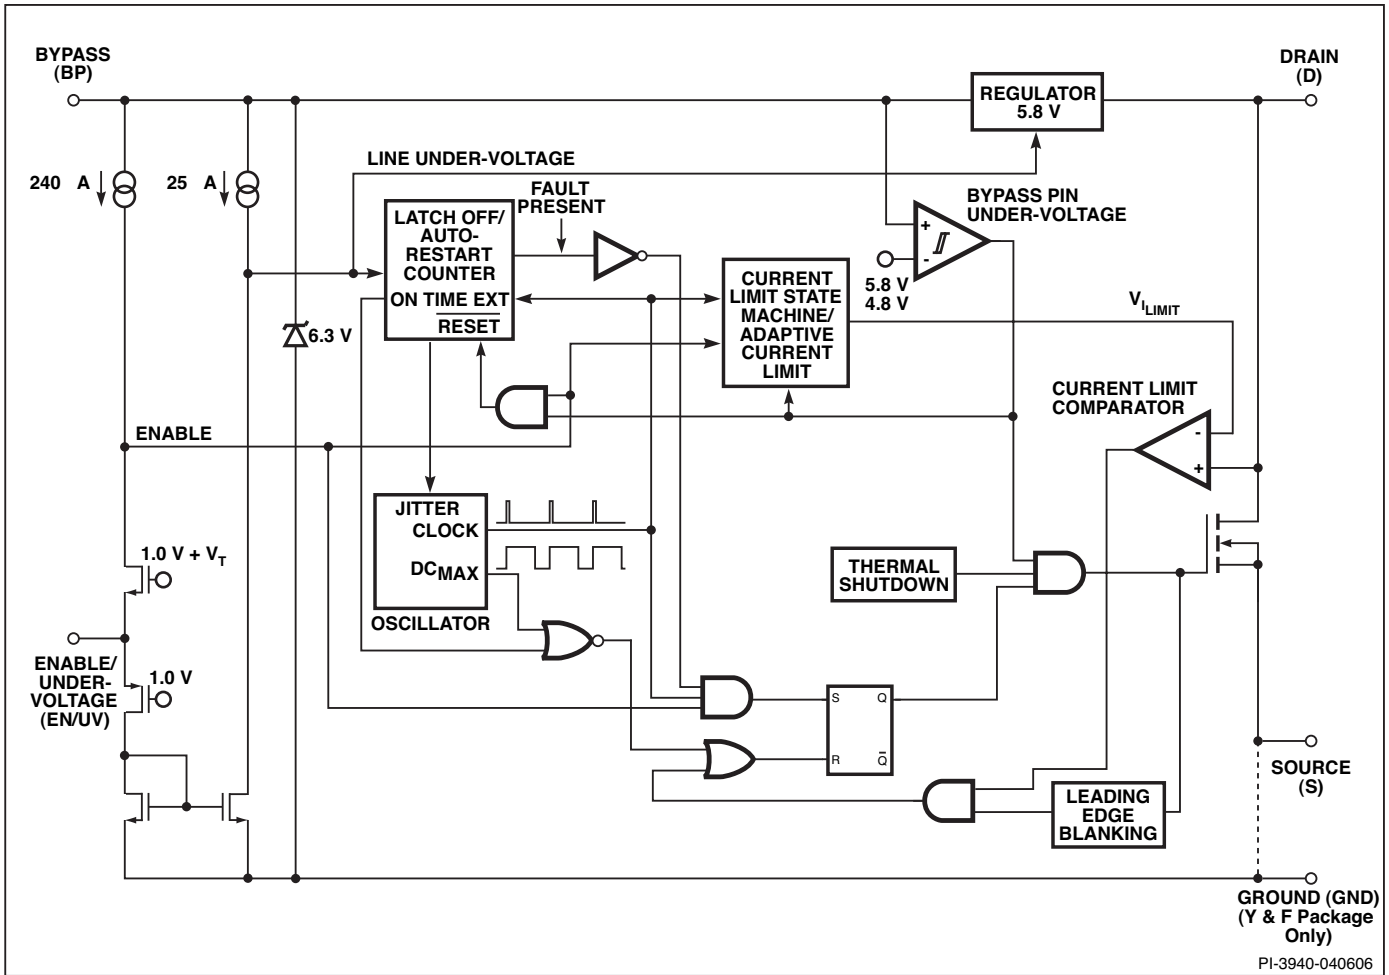 BYPASS
(BP)
DRAIN
(D)
REGULATOR
5.8 V
LINE UNDER-VOLTAGE
240 A
25 A
FAULT
PRESENT
BYPASS PIN
UNDER-VOLTAGE
LATCH OFF/
AUTO-
RESTART
COUNTER
ON TIME EXT
RESET
+
-
5.8 V
4.8 V
CURRENT
LIMIT STATE
MACHINE/
ADAPTIVE
CURRENT
LIMIT
VILIMIT
6.3 V
CURRENT LIMIT
COMPARATOR
-
+
ENABLE
JITTER
CLOCK
DCMAX
OSCILLATOR
1.0 V + VT
THERMAL
SHUTDOWN
ENABLE/
UNDER-
VOLTAGE
(EN/UV)
1.0 V
S Q
R Q̅
LEADING
EDGE
BLANKING
SOURCE
(S)
GROUND (GND)
(Y & F Package
Only)
PI-3940-040606